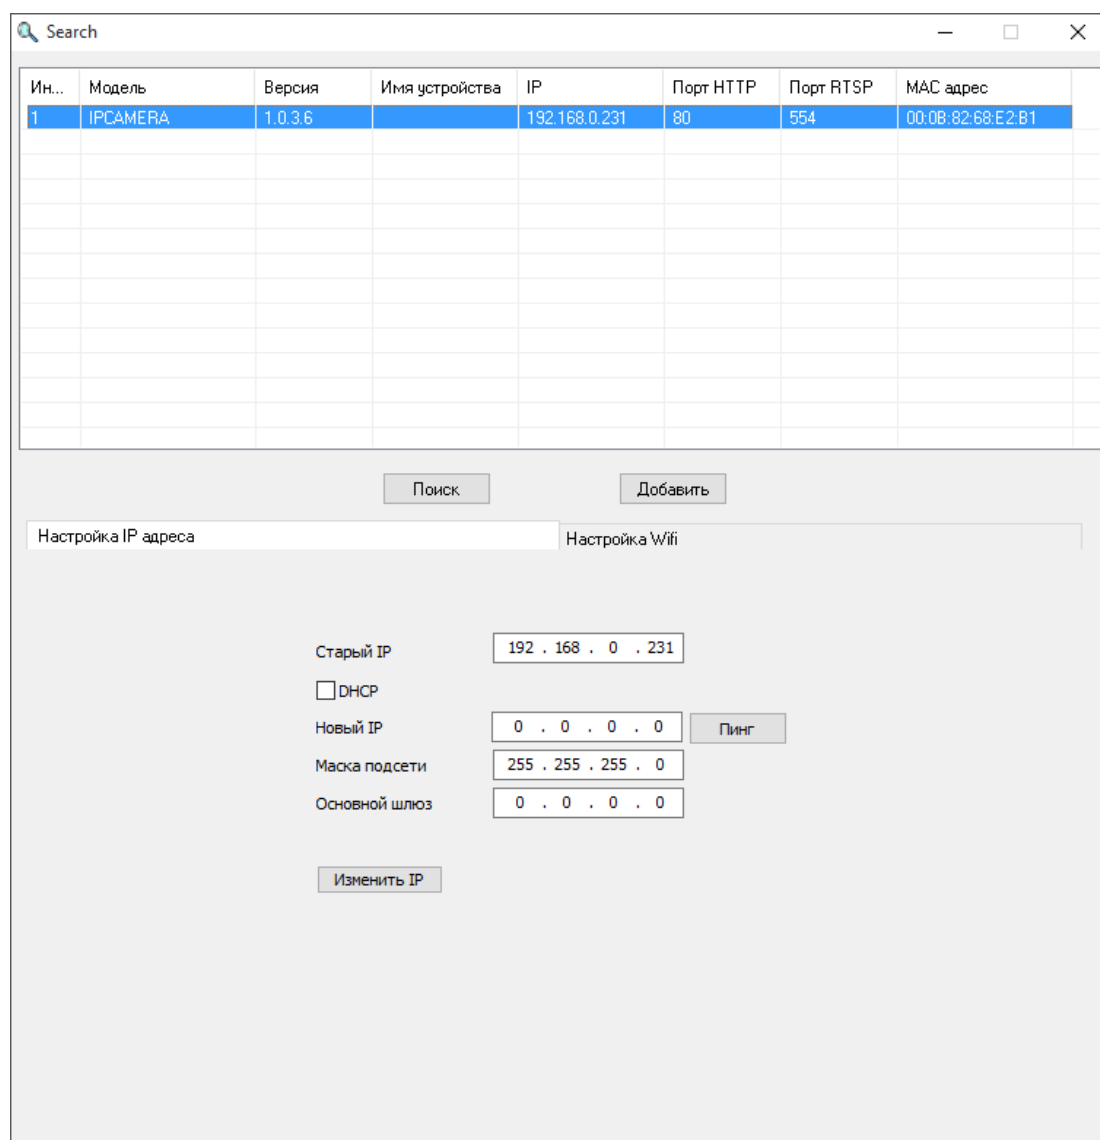 Search
Ин... Модель Версия Имя устройства IP Порт HTTP Порт RTSP MAC адрес
1 IPCAMERA 1.0.3.6 192.168.0.231 80 554 00:0B:82:68:E2:B1
Поиск Добавить
Настройка IP адреса Настройка Wifi
Старый IP 192 . 168 . 0 . 231
DHCP
Новый IP 0 . 0 . 0 . 0 Пинг
Маска подсети 255 . 255 . 255 . 0
Основной шлюз 0 . 0 . 0 . 0
Изменить IP